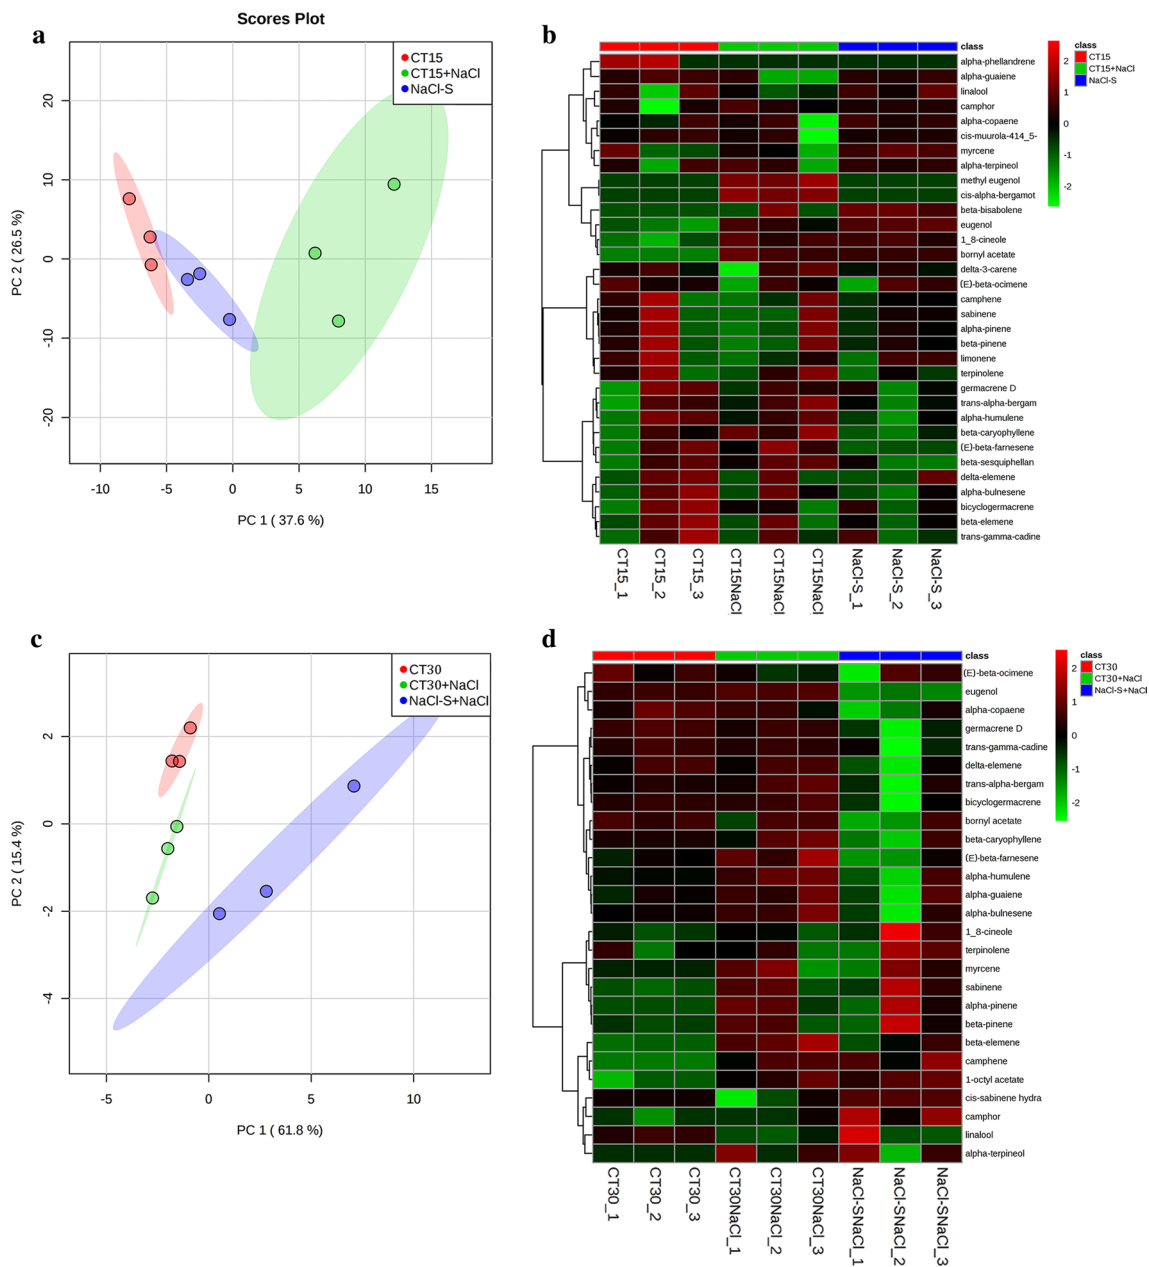 Scores Plot
a
CT15
CT15+NaCl
NaCl-S
20
10
0
-10
-20
PC 2 ( 26.5 %)
-10
-5
0
5
10
15
PC 1 ( 37.6 %)
b
class
alpha-phellandrene
alpha-guaiene
linalool
camphor
alpha-copaene
cis-muurola-414_5-
myrcene
alpha-terpineol
methyl eugenol
cis-alpha-bergamot
beta-bisabolene
eugenol
1_8-cineole
bornyl acetate
delta-3-carene
(E)-beta-ocimene
camphene
sabinene
alpha-pinene
beta-pinene
limonene
terpinolene
germacrene D
trans-alpha-bergam
alpha-humulene
beta-caryophyllene
(E)-beta-farnesene
beta-sesquiphellan
delta-elemene
alpha-bulnesene
bicyclogermacrene
beta-elemene
trans-gamma-cadine
CT15_1
CT15_2
CT15_3
CT15NaCl
CT15NaCl
CT15NaCl
NaCl-S_1
NaCl-S_2
NaCl-S_3
2
1
0
-1
-2
class
CT15
CT15+NaCl
NaCl-S
c
CT30
CT30+NaCl
NaCl-S+NaCl
2
0
-2
-4
PC 2 ( 15.4 %)
-5
0
5
10
PC 1 ( 61.8 %)
d
class
(E)-beta-ocimene
eugenol
alpha-copaene
germacrene D
trans-gamma-cadine
delta-elemene
trans-alpha-bergam
bicyclogermacrene
bornyl acetate
beta-caryophyllene
(E)-beta-farnesene
alpha-humulene
alpha-guaiene
alpha-bulnesene
1_8-cineole
terpinolene
myrcene
sabinene
alpha-pinene
beta-pinene
beta-elemene
camphene
1-octyl acetate
cis-sabinene hydra
camphor
linalool
alpha-terpineol
CT30_1
CT30_2
CT30_3
CT30NaCl_1
CT30NaCl_2
CT30NaCl_3
NaCl-SNaCl_1
NaCl-SNaCl_2
NaCl-SNaCl_3
2
1
0
-1
-2
class
CT30
CT30+NaCl
NaCl-S+NaCl